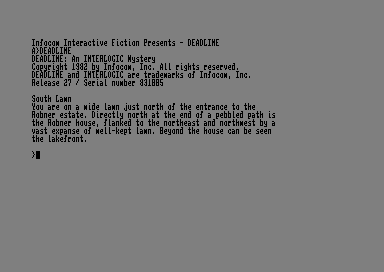 Infocom Interactive Fiction Presents - DEADLINE
A>DEADLINE
DEADLINE: An INTERLOGIC Mystery
Copyright 1982 by Infocom, Inc. All rights reserved.
DEADLINE and INTERLOGIC are trademarks of Infocom, Inc.
Release 27 / Serial number 831005

South Lawn
You are on a wide lawn just north of the entrance to the
Robner estate. Directly north at the end of a pebbled path is
the Robner house, flanked to the northeast and northwest by a
vast expanse of well-kept lawn. Beyond the house can be seen
the lakefront.

>